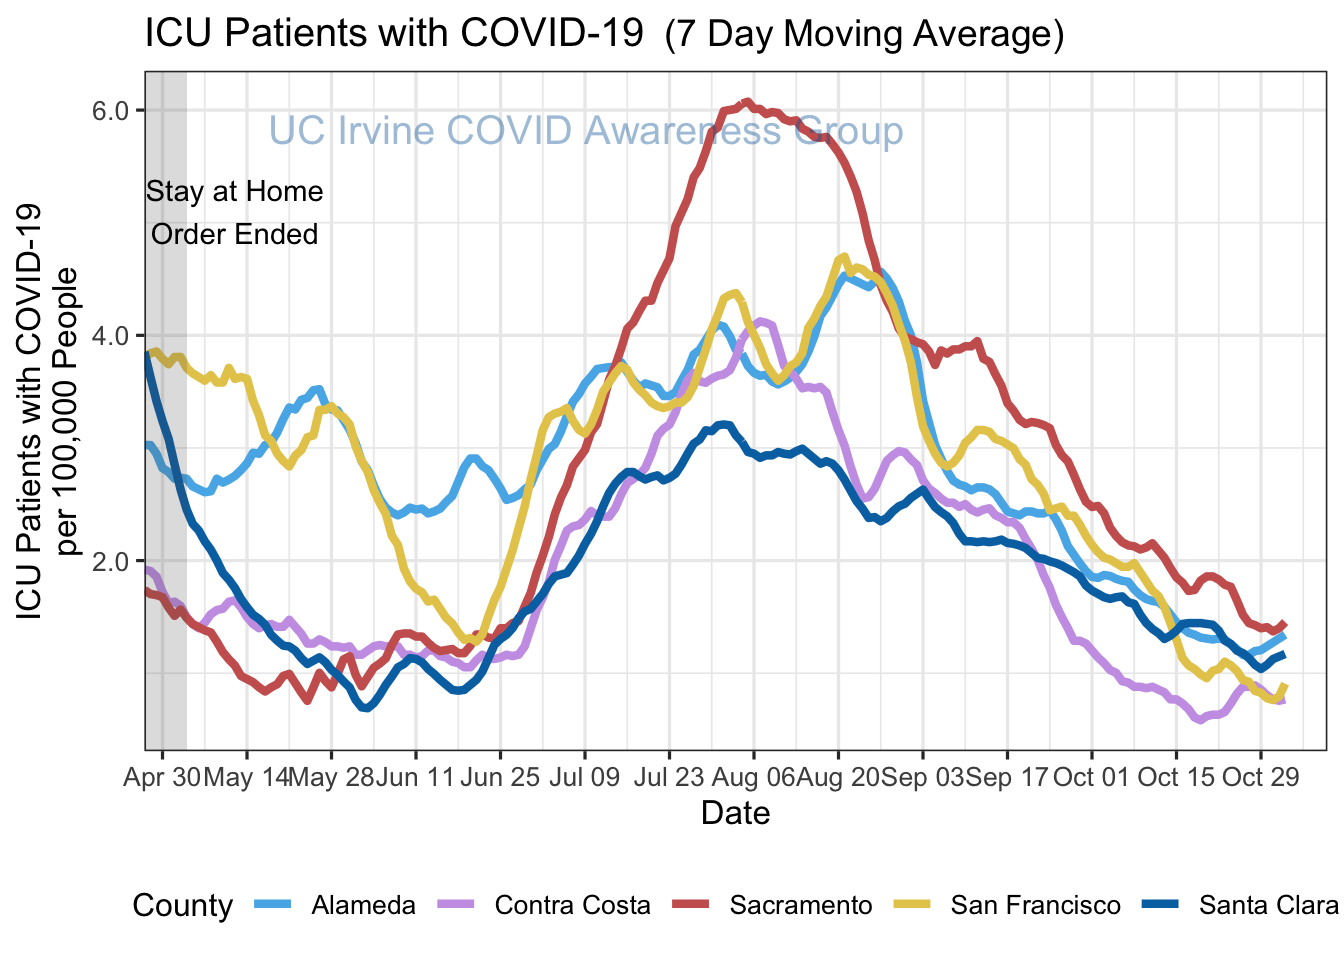 ICU Patients with COVID-19 (7 Day Moving Average)
6.0
UC Irvine COVID Awareness Group
Stay at Home
Order Ended
4.0
2.0
ICU Patients with COVID-19
per 100,000 People
Apr 30 May 14 May 28 Jun 11 Jun 25 Jul 09 Jul 23 Aug 06 Aug 20 Sep 03 Sep 17 Oct 01 Oct 15 Oct 29
Date
County Alameda Contra Costa Sacramento San Francisco Santa Clara